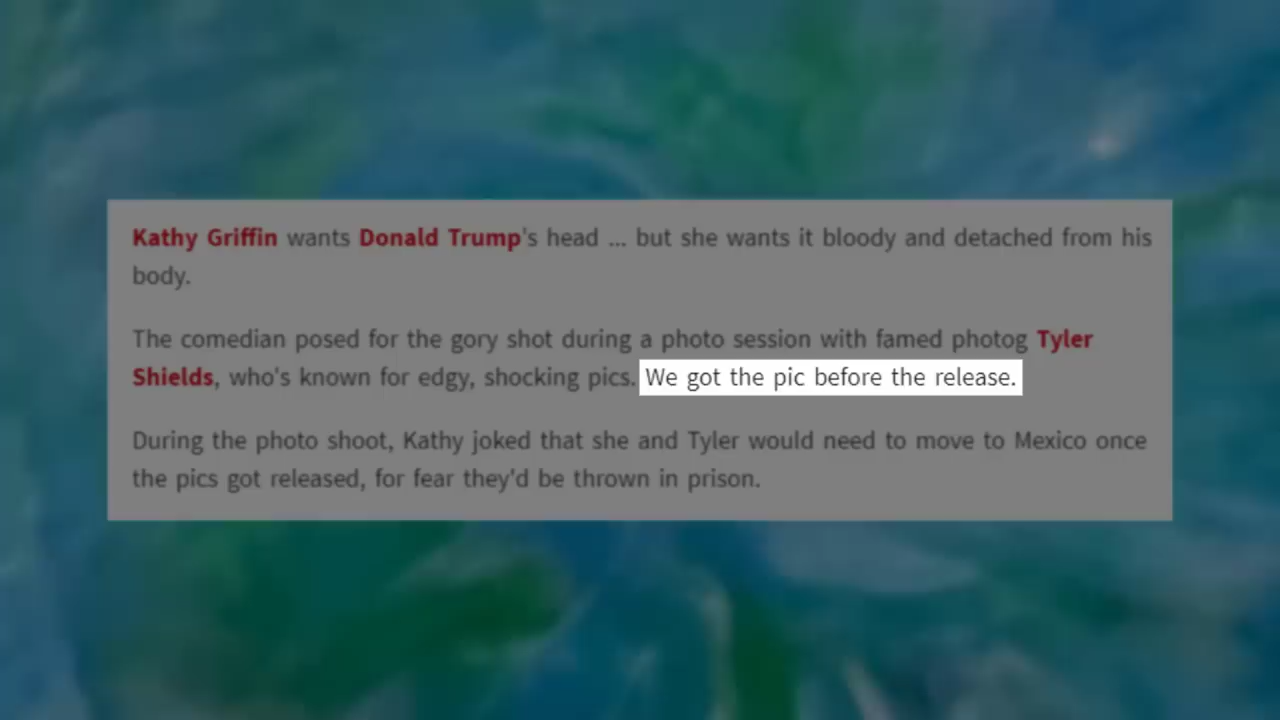 Kathy Griffin wants Donald Trump's head ... but she wants it bloody and detached from his
body.
The comedian posed for the gory shot during a photo session with famed photog Tyler
Shields, who's known for edgy, shocking pics. We got the pic before the release.
During the photo shoot, Kathy joked that she and Tyler would need to move to Mexico once
the pics got released, for fear they'd be thrown in prison.